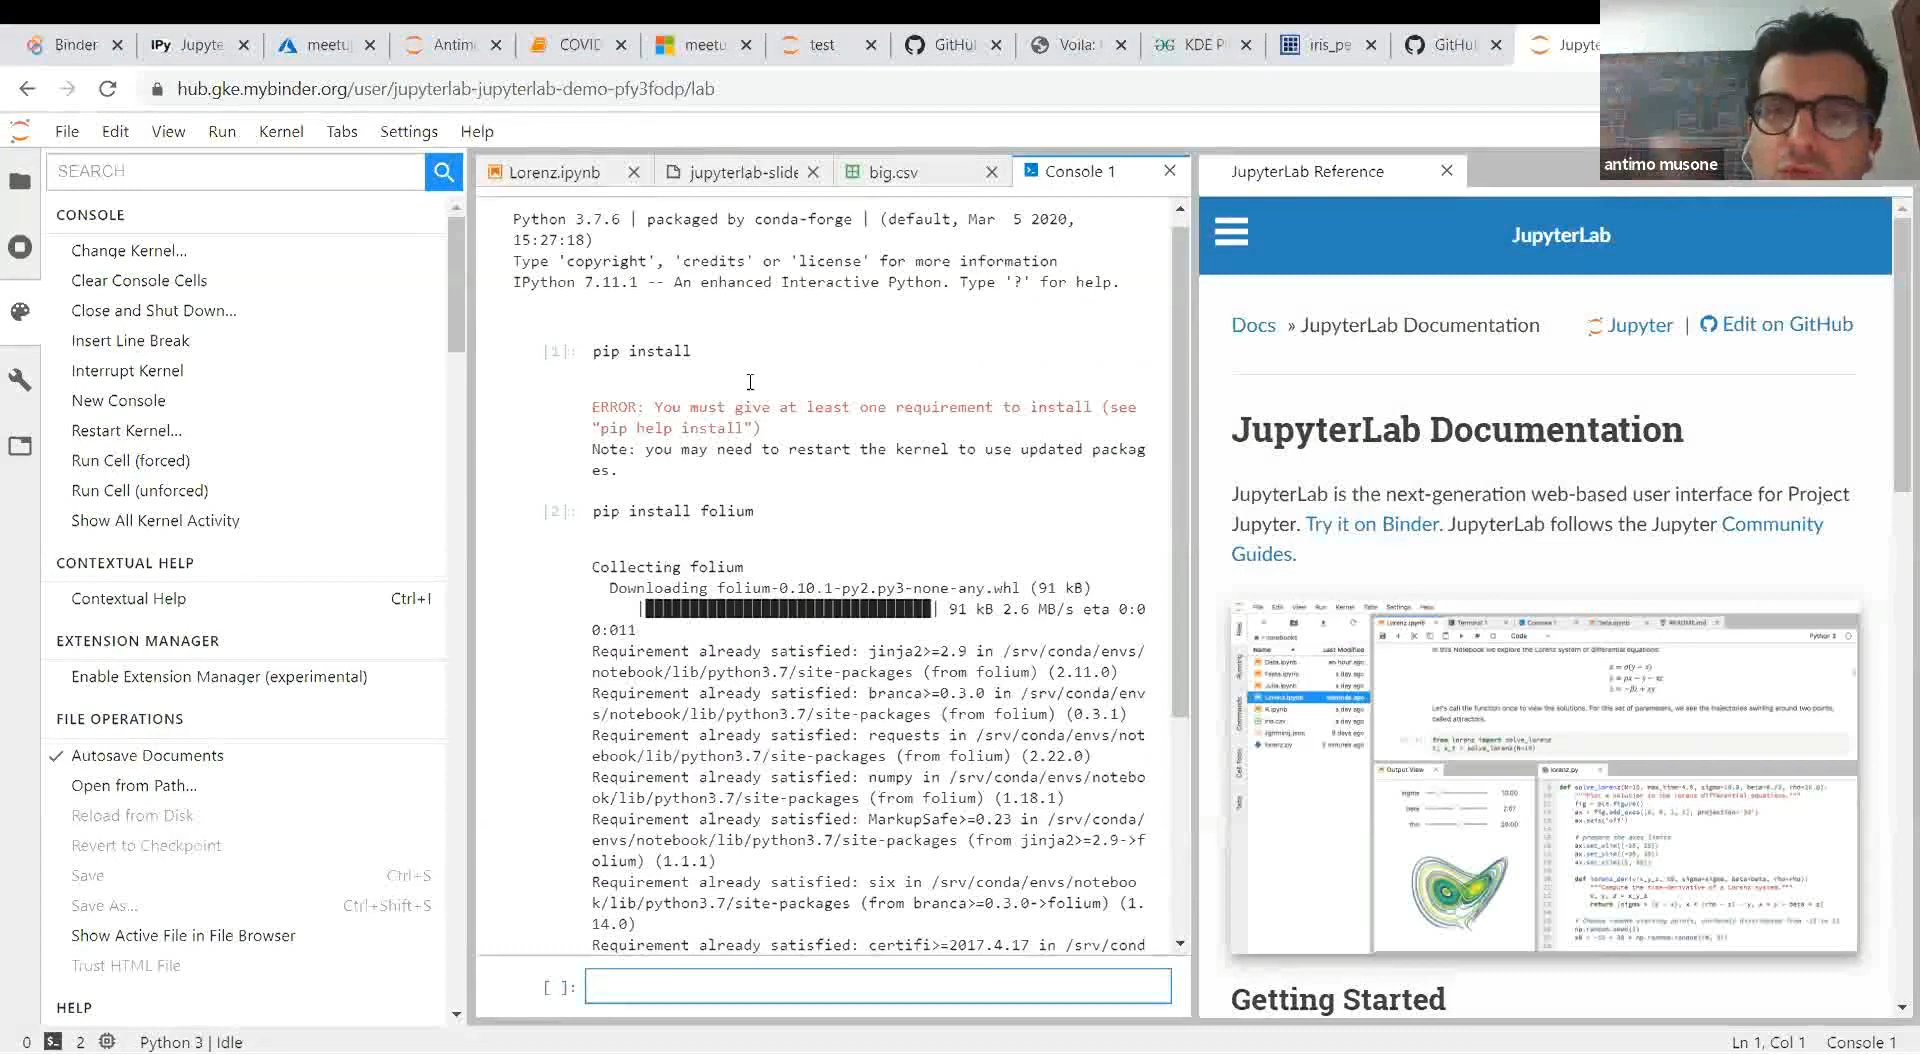 Binder
IPy Jupyte
meetu
Antim
COVID
meetu
test
GitHu
Voila:
KDE P
iris_pe
GitHu
Jupyt
hub.gke.mybinder.org/user/jupyterlab-jupyterlab-demo-pfy3fodp/lab
antimo musone
File Edit View Run Kernel Tabs Settings Help
SEARCH
CONSOLE
Change Kernel...
Clear Console Cells
Close and Shut Down...
Insert Line Break
Interrupt Kernel
New Console
Restart Kernel...
Run Cell (forced)
Run Cell (unforced)
Show All Kernel Activity
CONTEXTUAL HELP
Contextual Help Ctrl+I
EXTENSION MANAGER
Enable Extension Manager (experimental)
FILE OPERATIONS
Autosave Documents
Open from Path...
Reload from Disk
Revert to Checkpoint
Save Ctrl+S
Save As... Ctrl+Shift+S
Show Active File in File Browser
Trust HTML File
HELP
Lorenz.ipynb
jupyterlab-slide
big.csv
Console 1
Python 3.7.6 | packaged by conda-forge | (default, Mar  5 2020,
15:27:18)
Type 'copyright', 'credits' or 'license' for more information
IPython 7.11.1 -- An enhanced Interactive Python. Type '?' for help.
[1]: pip install
ERROR: You must give at least one requirement to install (see
"pip help install")
Note: you may need to restart the kernel to use updated packag
es.
[2]: pip install folium
Collecting folium
Downloading folium-0.10.1-py2.py3-none-any.whl (91 kB)
| 91 kB 2.6 MB/s eta 0:0
0:011
Requirement already satisfied: jinja2>=2.9 in /srv/conda/envs/
notebook/lib/python3.7/site-packages (from folium) (2.11.0)
Requirement already satisfied: branca>=0.3.0 in /srv/conda/env
s/notebook/lib/python3.7/site-packages (from folium) (0.3.1)
Requirement already satisfied: requests in /srv/conda/envs/not
ebook/lib/python3.7/site-packages (from folium) (2.22.0)
Requirement already satisfied: numpy in /srv/conda/envs/notebo
ok/lib/python3.7/site-packages (from folium) (1.18.1)
Requirement already satisfied: MarkupSafe>=0.23 in /srv/conda/
envs/notebook/lib/python3.7/site-packages (from jinja2>=2.9->f
olium) (1.1.1)
Requirement already satisfied: six in /srv/conda/envs/noteboo
k/lib/python3.7/site-packages (from branca>=0.3.0->folium) (1.
14.0)
Requirement already satisfied: certifi>=2017.4.17 in /srv/cond
[ ]:
JupyterLab Reference
JupyterLab
Docs » JupyterLab Documentation
Jupyter | Edit on GitHub
JupyterLab Documentation
JupyterLab is the next-generation web-based user interface for Project
Jupyter. Try it on Binder. JupyterLab follows the Jupyter Community
Guides.
Getting Started
0 2 Python 3 | Idle
Ln 1, Col 1 Console 1